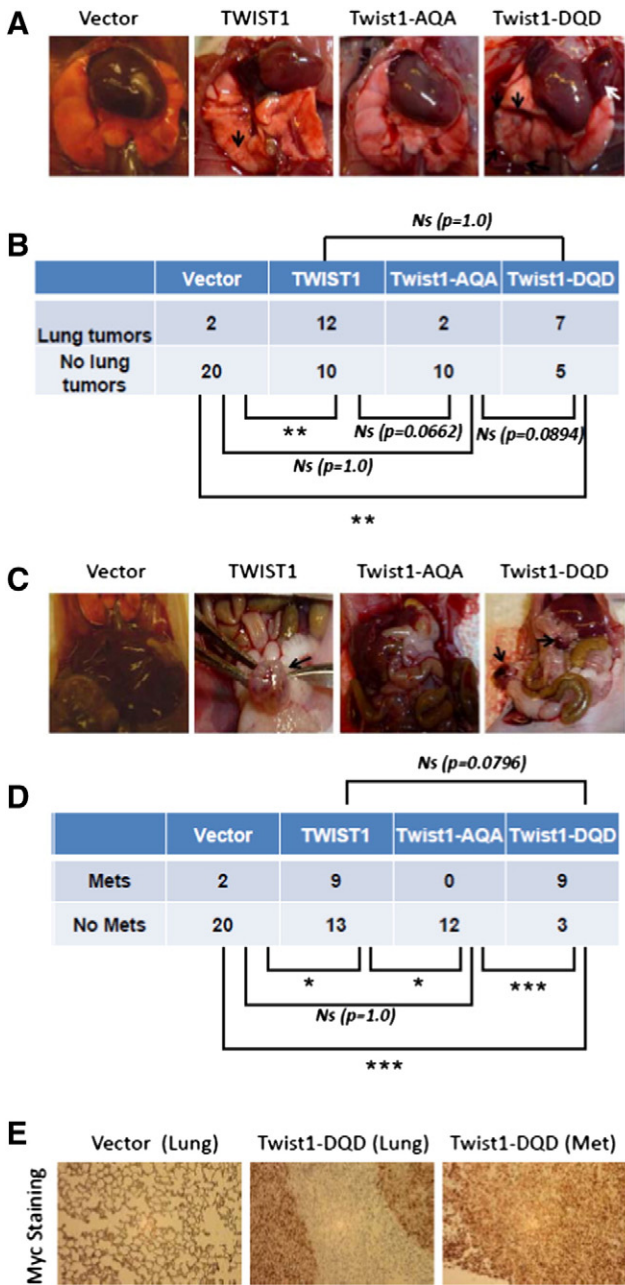 A
Vector TWIST1 Twist1-AQA Twist1-DQD
B
Ns (p=1.0)
Vector TWIST1 Twist1-AQA Twist1-DQD
Lung tumors 2 12 2 7
No lung tumors 20 10 10 5
** Ns (p=0.0662) Ns (p=0.0894)
Ns (p=1.0)
**
C
Vector TWIST1 Twist1-AQA Twist1-DQD
Ns (p=0.0796)
D
Vector TWIST1 Twist1-AQA Twist1-DQD
Mets 2 9 0 9
No Mets 20 13 12 3
* * ***
Ns (p=1.0)
***
E
Vector (Lung) Twist1-DQD (Lung) Twist1-DQD (Met)
Myc Staining